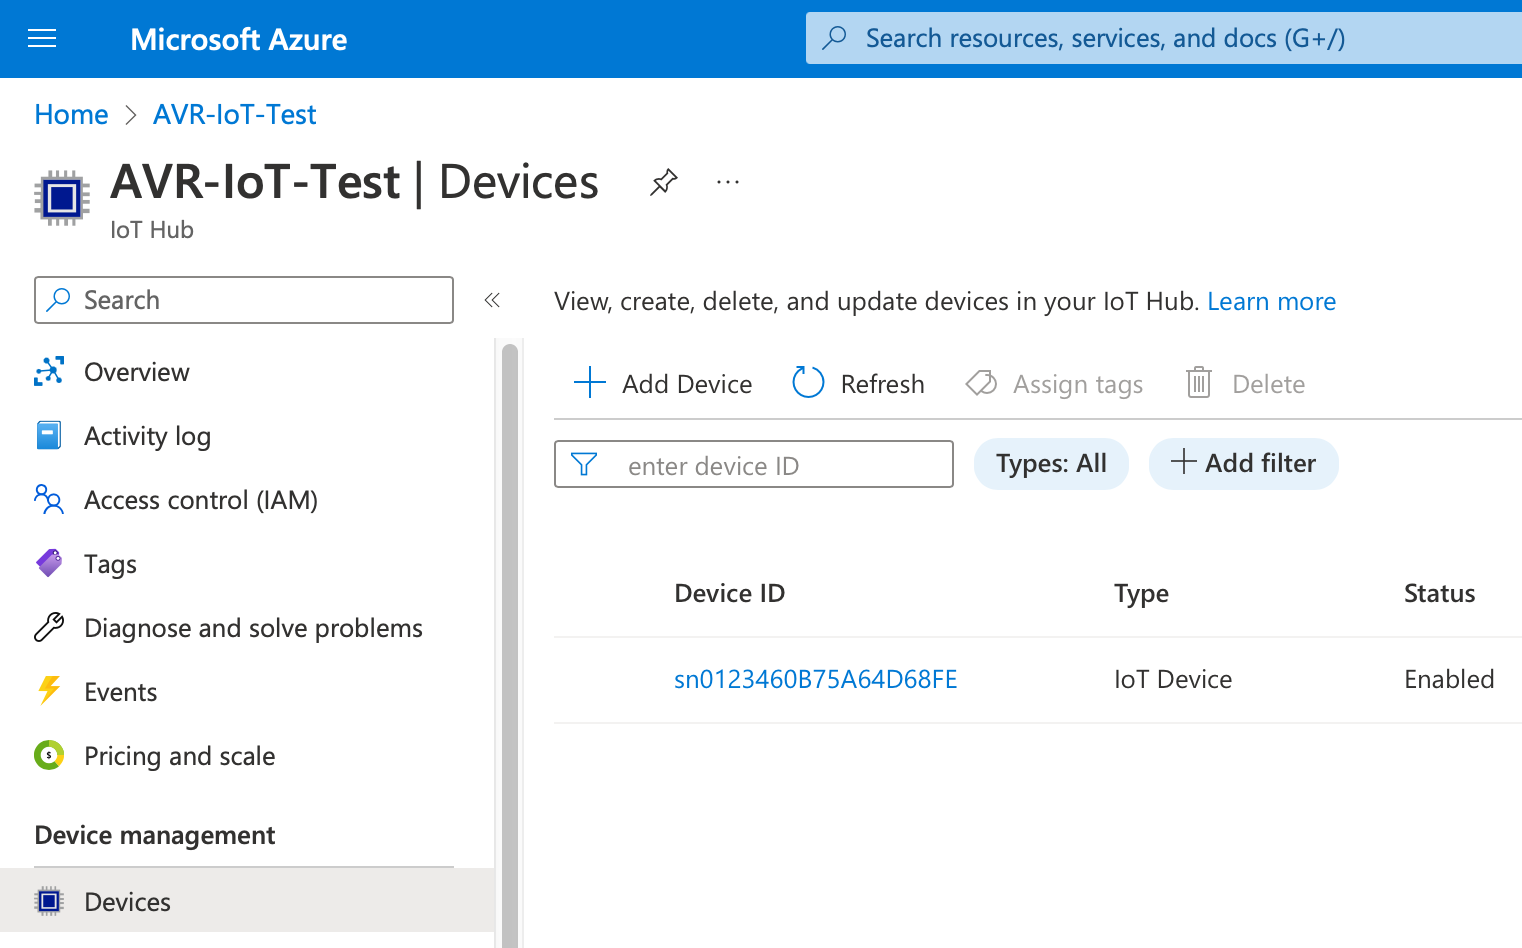 Microsoft Azure
Search resources, services, and docs (G+/)
Home > AVR-IoT-Test
AVR-IoT-Test | Devices ...
IoT Hub
Search «
View, create, delete, and update devices in your IoT Hub. Learn more
Overview
Add Device Refresh Assign tags Delete
Activity log
enter device ID Types: All + Add filter
Access control (IAM)
Tags
Device ID Type Status
Diagnose and solve problems
sn0123460B75A64D68FE IoT Device Enabled
Events
Pricing and scale
Device management
Devices